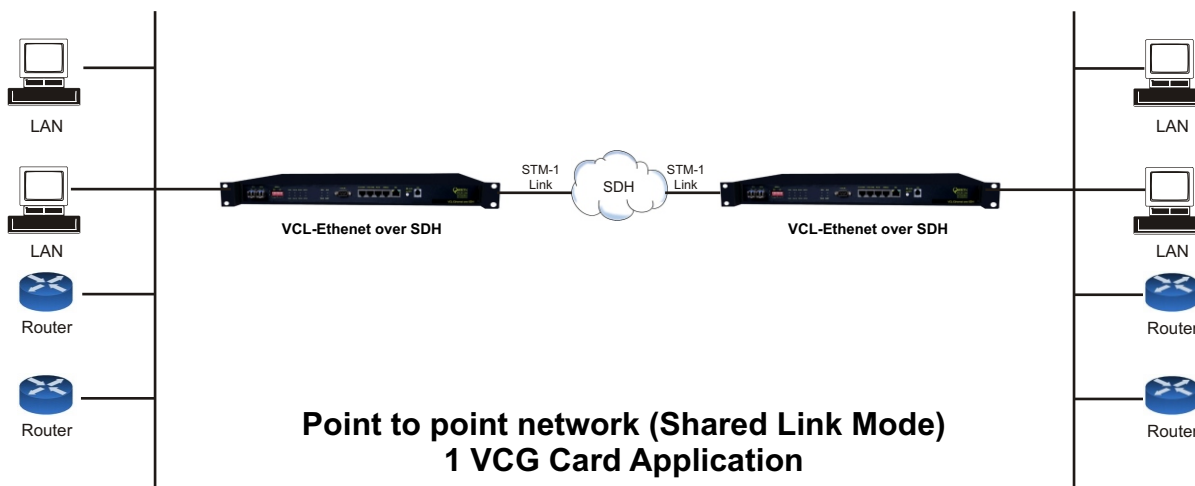 LAN
LAN
LAN
LAN
STM-1
Link
SDH
STM-1
Link
VCL-Ethenet over SDH
VCL-Ethenet over SDH
Router
Router
Router
Router
Point to point network (Shared Link Mode)
1 VCG Card Application